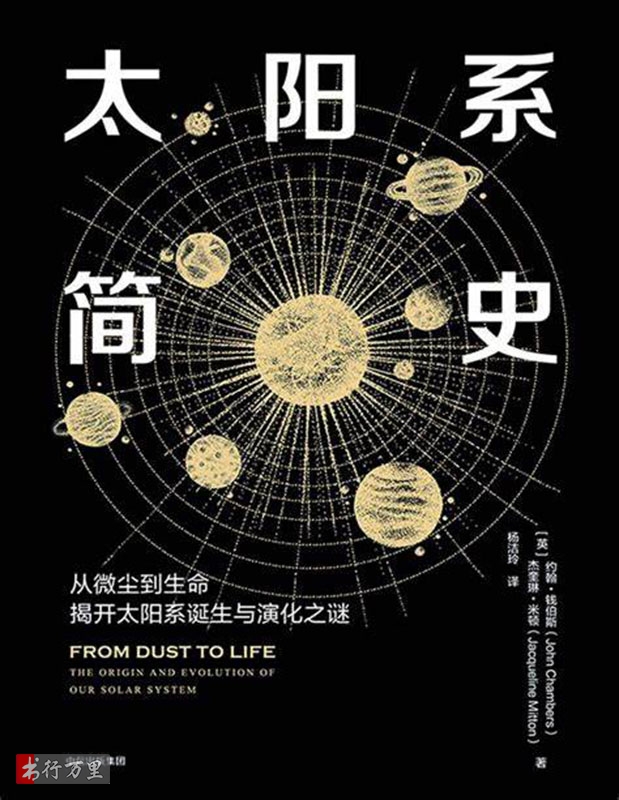 太阳系
简史
从微尘到生命
揭开太阳系诞生与演化之谜
FROM DUST TO LIFE
THE ORIGIN AND EVOLUTION OF
OUR SOLAR SYSTEM
[英] 约翰·钱伯斯 (John Chambers)
杰奎琳·米顿 (Jacqueline Mitton) 著
杨洁玲 译
书行万里
集团